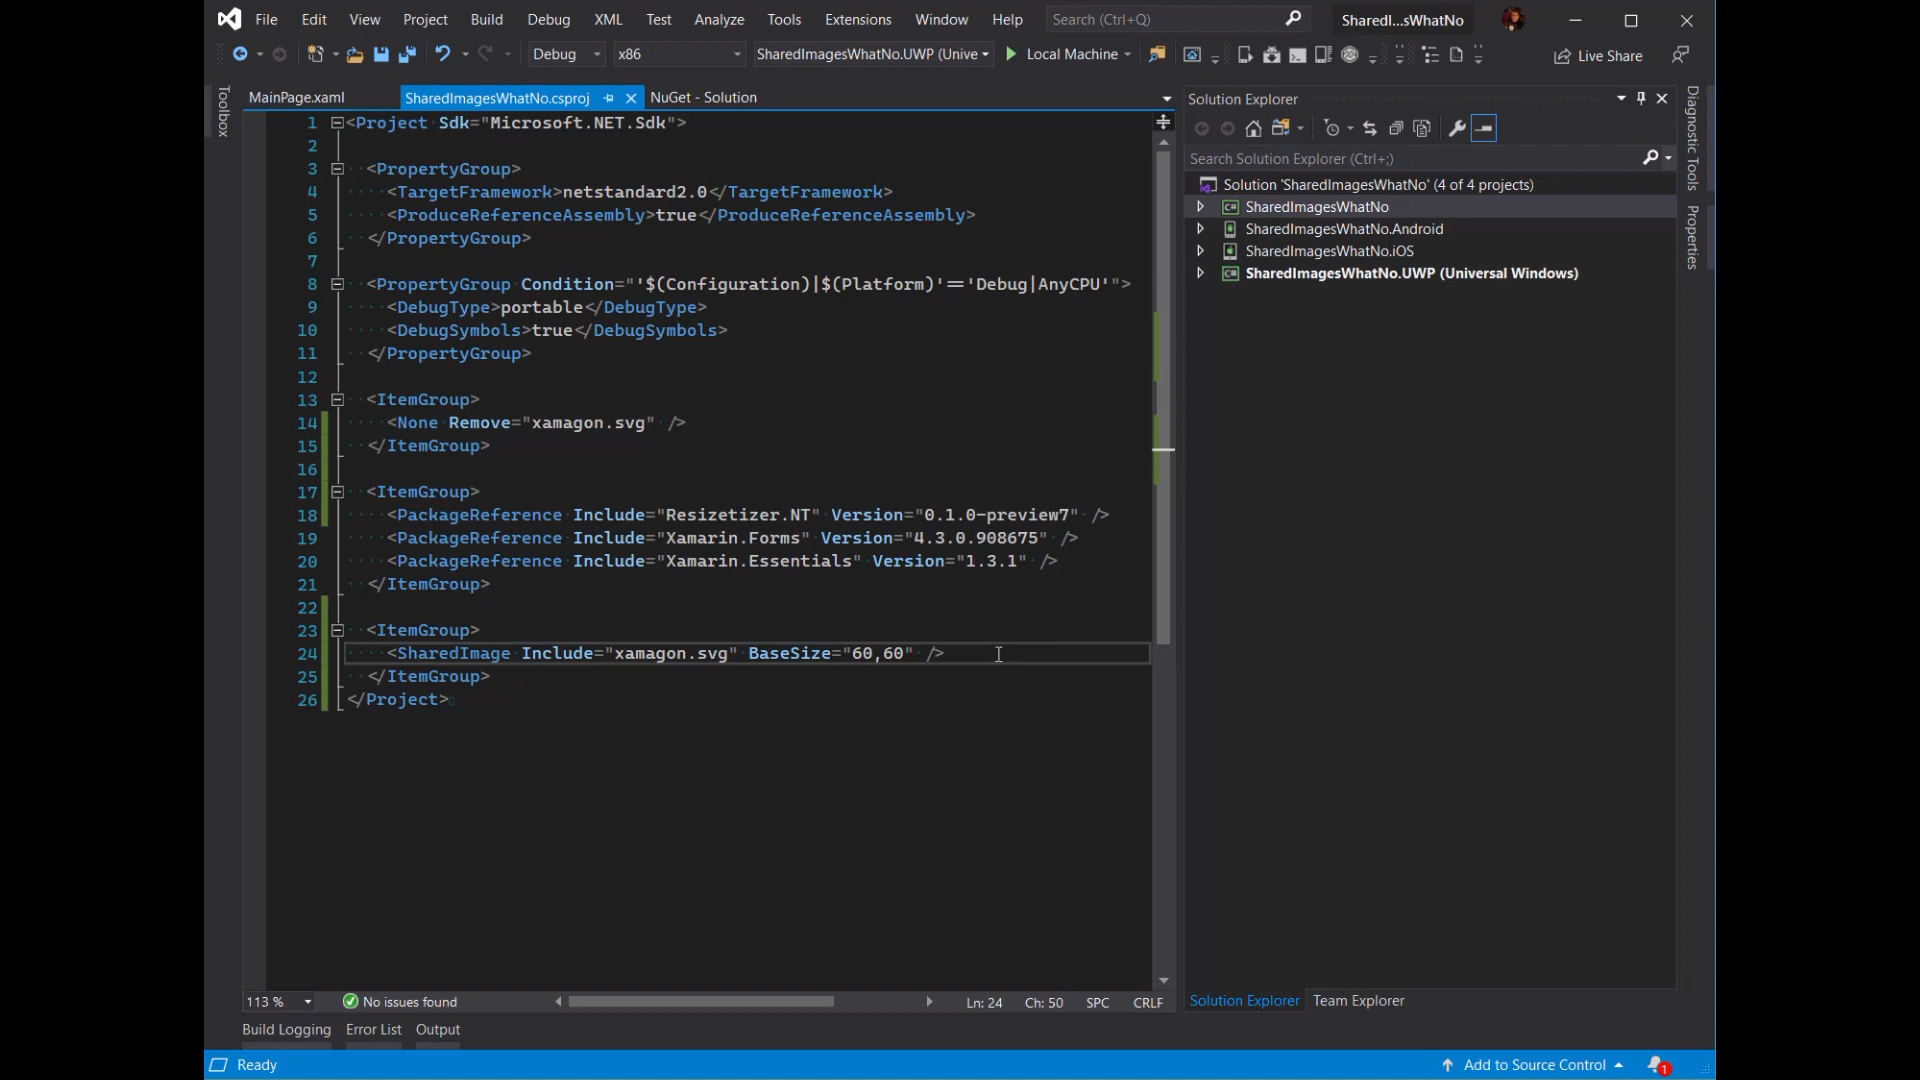 File Edit View Project Build Debug XML Test Analyze Tools Extensions Window Help Search (Ctrl+Q) SharedI...sWhatNo
Debug x86 SharedImagesWhatNo.UWP (Unive Local Machine Live Share
Toolbox
MainPage.xaml SharedImagesWhatNo.csproj NuGet - Solution
1 <Project Sdk="Microsoft.NET.Sdk">
2
3 <PropertyGroup>
4 <TargetFramework>netstandard2.0</TargetFramework>
5 <ProduceReferenceAssembly>true</ProduceReferenceAssembly>
6 </PropertyGroup>
7
8 <PropertyGroup Condition="'$(Configuration)|$(Platform)'=='Debug|AnyCPU'">
9 <DebugType>portable</DebugType>
10 <DebugSymbols>true</DebugSymbols>
11 </PropertyGroup>
12
13 <ItemGroup>
14 <None Remove="xamagon.svg" />
15 </ItemGroup>
16
17 <ItemGroup>
18 <PackageReference Include="Resizetizer.NT" Version="0.1.0-preview7" />
19 <PackageReference Include="Xamarin.Forms" Version="4.3.0.908675" />
20 <PackageReference Include="Xamarin.Essentials" Version="1.3.1" />
21 </ItemGroup>
22
23 <ItemGroup>
24 <SharedImage Include="xamagon.svg" BaseSize="60,60" />
25 </ItemGroup>
26 </Project>
113 % No issues found Ln: 24 Ch: 50 SPC CRLF
Solution Explorer
Search Solution Explorer (Ctrl+;)
Solution 'SharedImagesWhatNo' (4 of 4 projects)
SharedImagesWhatNo
SharedImagesWhatNo.Android
SharedImagesWhatNo.iOS
SharedImagesWhatNo.UWP (Universal Windows)
Solution Explorer Team Explorer
Diagnostic Tools
Properties
Build Logging Error List Output
Ready Add to Source Control 1